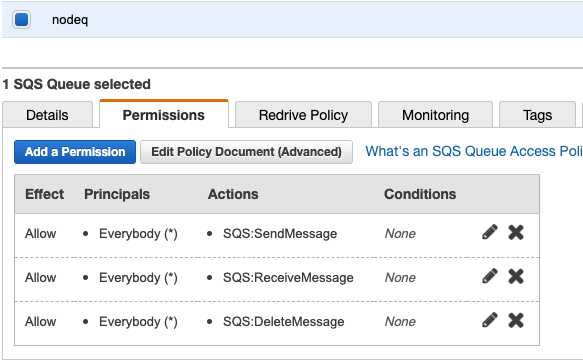 nodeq
1 SQS Queue selected
Details Permissions Redrive Policy Monitoring Tags
Add a Permission Edit Policy Document (Advanced) What's an SQS Queue Access Poli
Effect Principals Actions Conditions
Allow • Everybody (*) • SQS:SendMessage None
Allow • Everybody (*) • SQS:ReceiveMessage None
Allow • Everybody (*) • SQS:DeleteMessage None